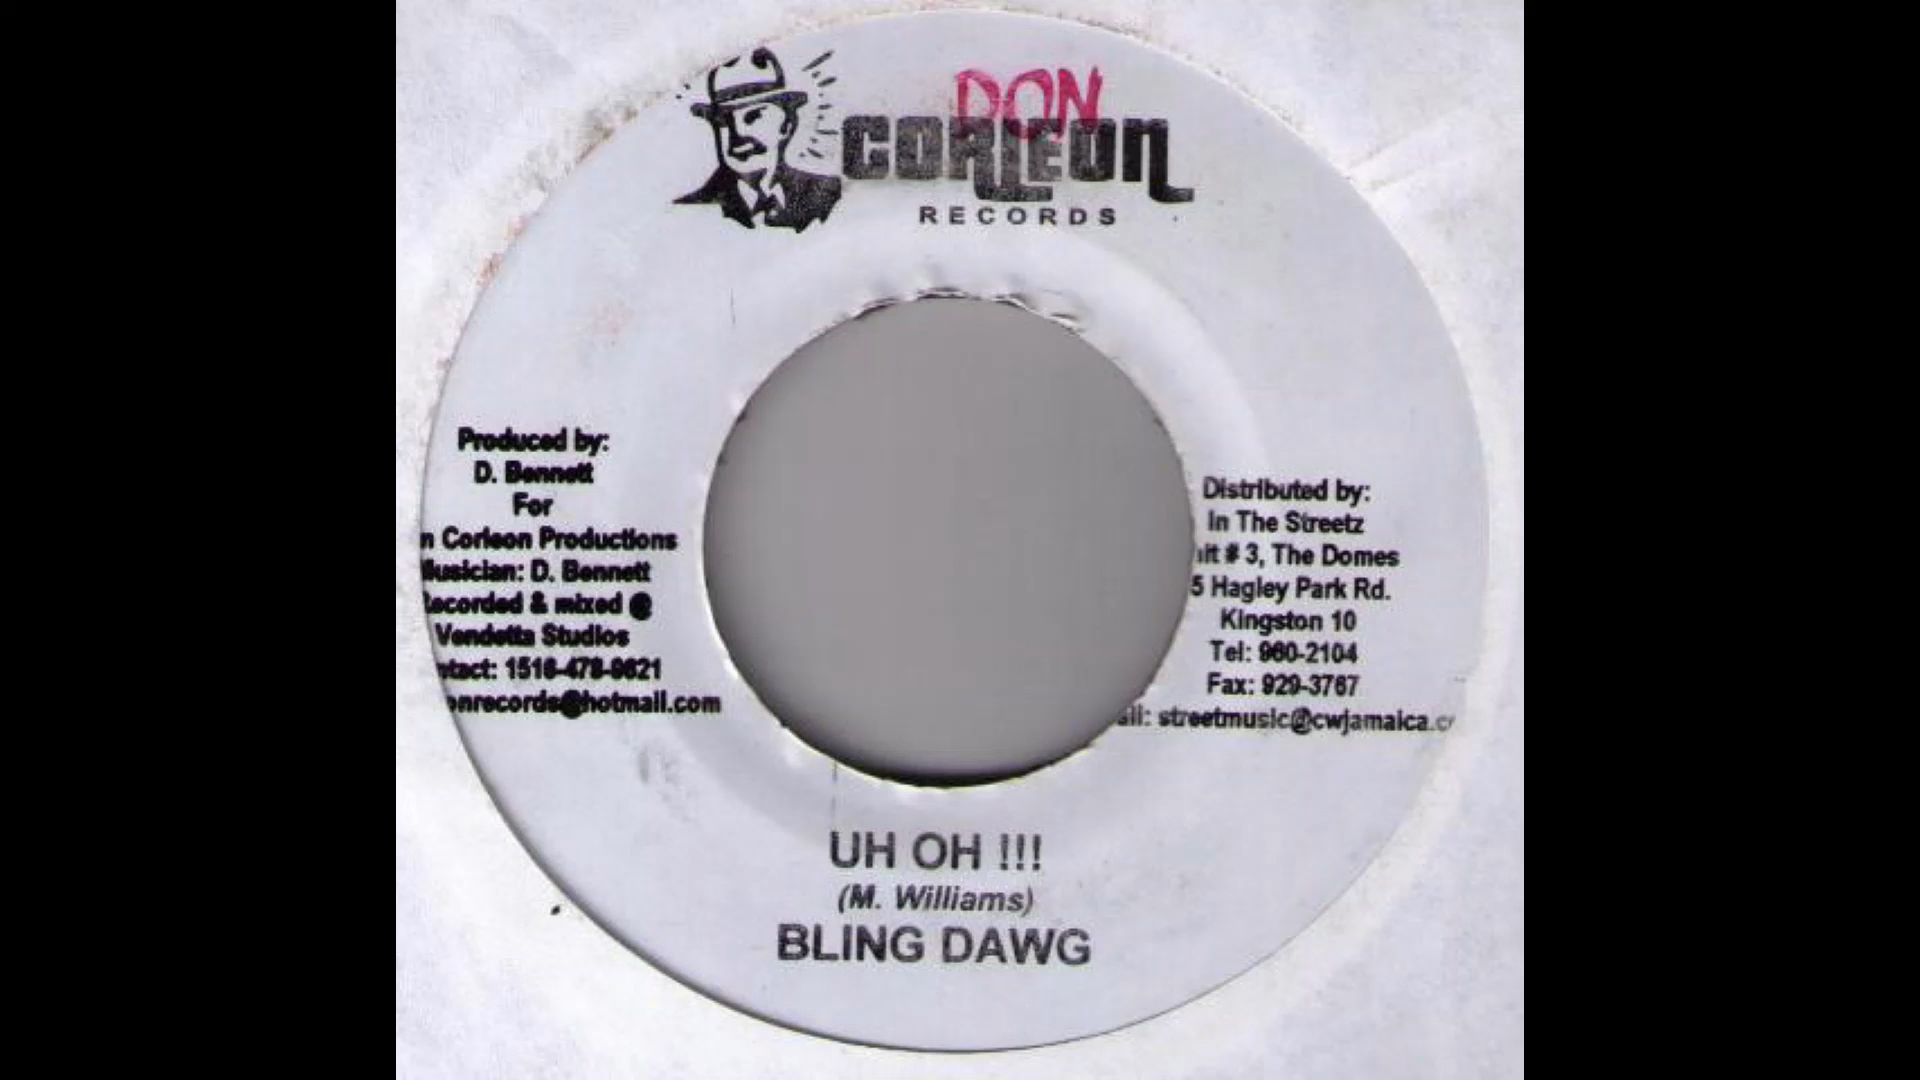 DON
CORLEON
RECORDS
Produced by:
D. Bennett
For
n Corleon Productions
Musician: D. Bennett
Recorded & mixed @
Vendetta Studios
ntact: 1516-478-9621
onrecords@hotmail.com
Distributed by:
In The Streetz
nit # 3, The Domes
5 Hagley Park Rd.
Kingston 10
Tel: 960-2104
Fax: 929-3767
ail: streetmusic@cwjamaica.c
UH OH !!!
(M. Williams)
BLING DAWG